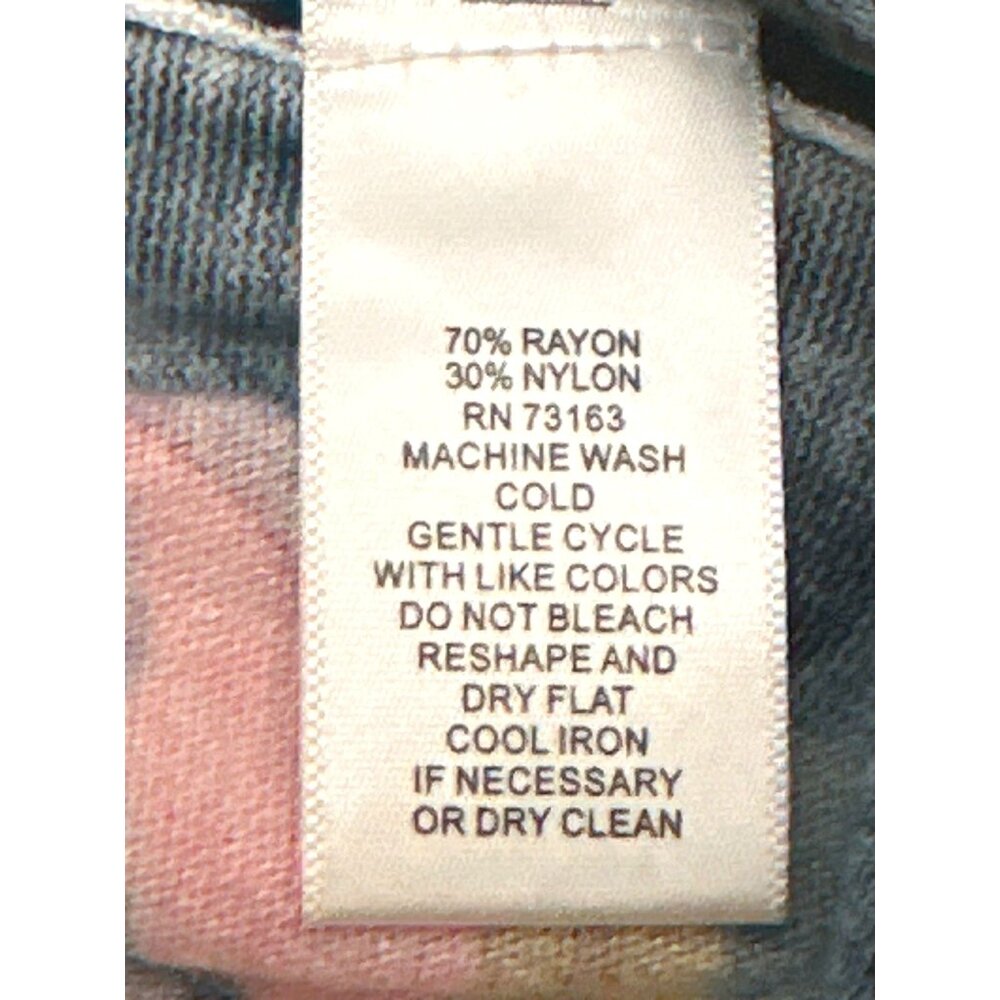 70% RAYON
30% NYLON
RN 73163
MACHINE WASH
COLD
GENTLE CYCLE
WITH LIKE COLORS
DO NOT BLEACH
RESHAPE AND
DRY FLAT
COOL IRON
IF NECESSARY
OR DRY CLEAN